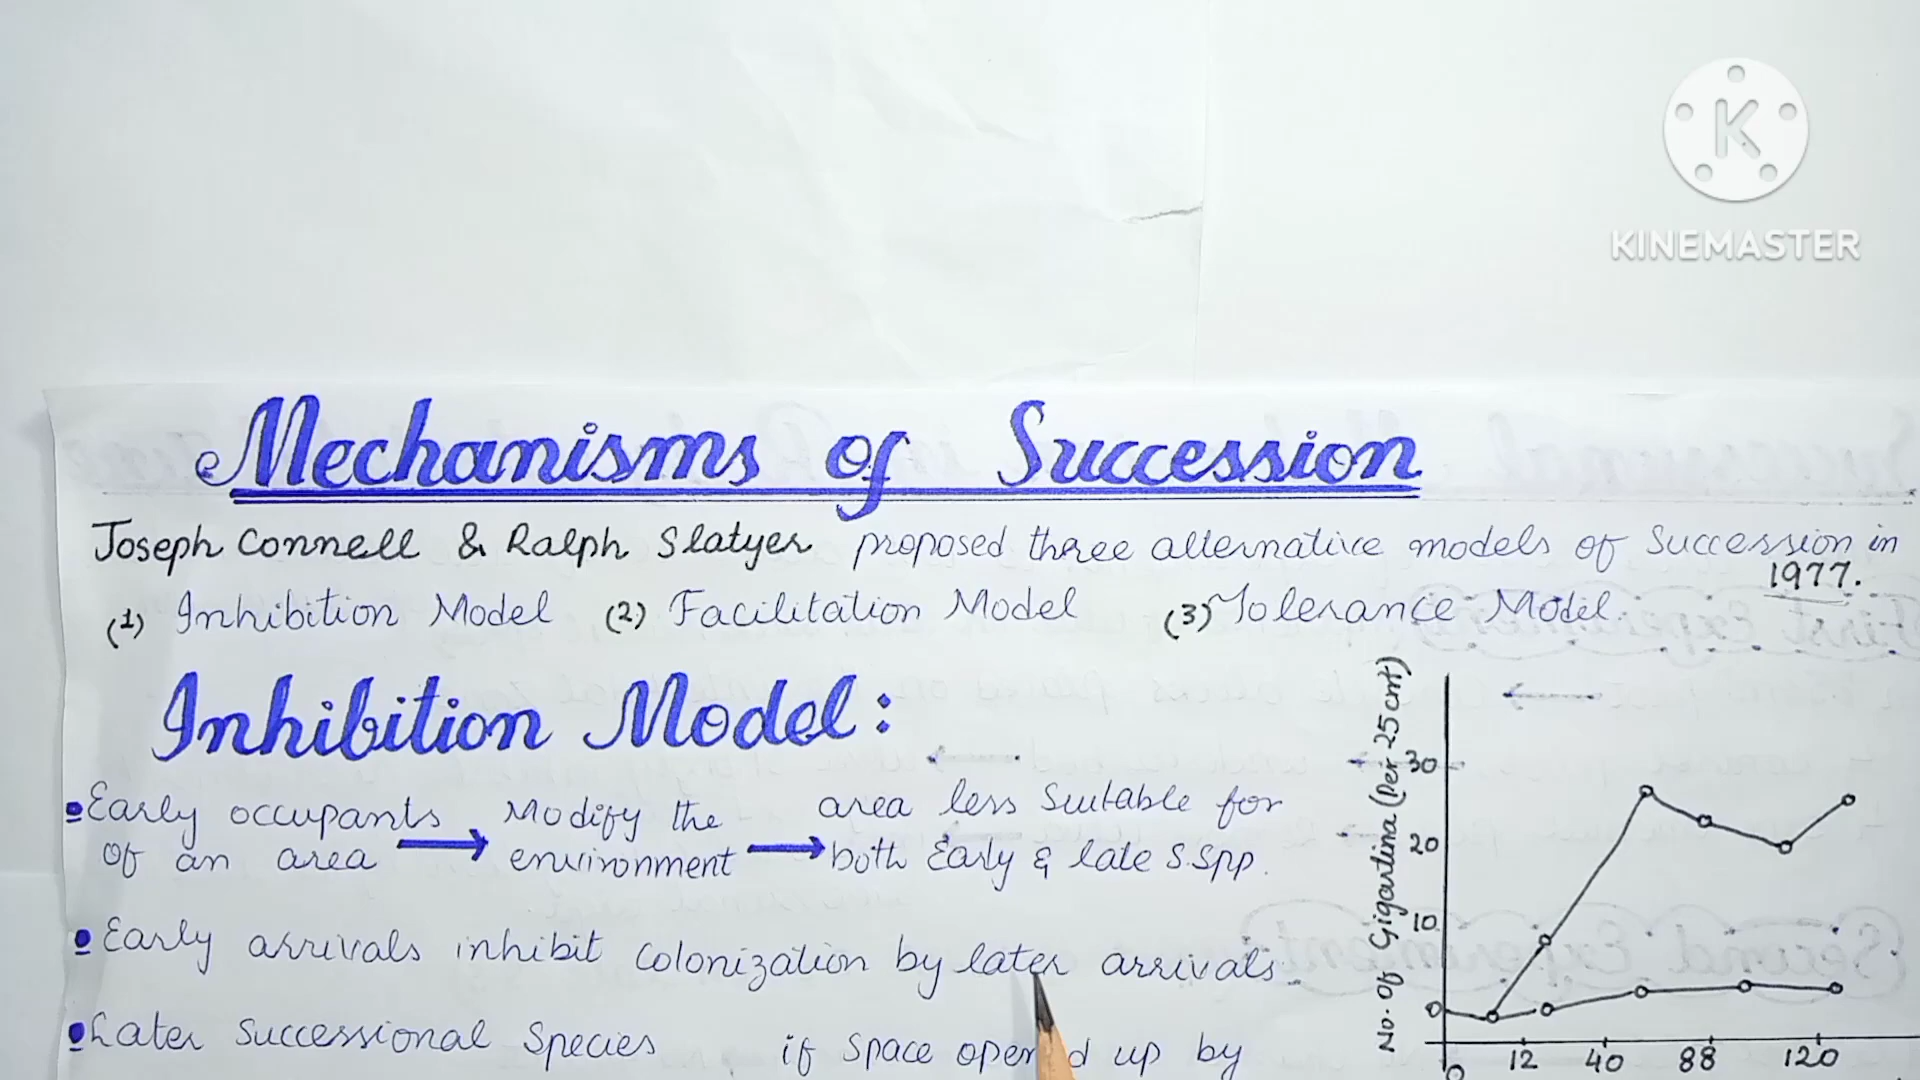 K
KINEMASTER
Mechanisms of Succession
Joseph Connell & Ralph Slatyer proposed three alternative models of Succession in
1977.
(1) Inhibition Model (2) Facilitation Model (3) Tolerance Model.
Inhibition Model:
Early occupants → Modify the → area less Suitable for
of an area environment both Early & late S.Spp.
Early arrivals inhibit colonization by later arrivals.
Later Successional Species if space opened up by
No. of Gigartina (per 25 cm²)
30
20
10
0
0 12 40 88 120